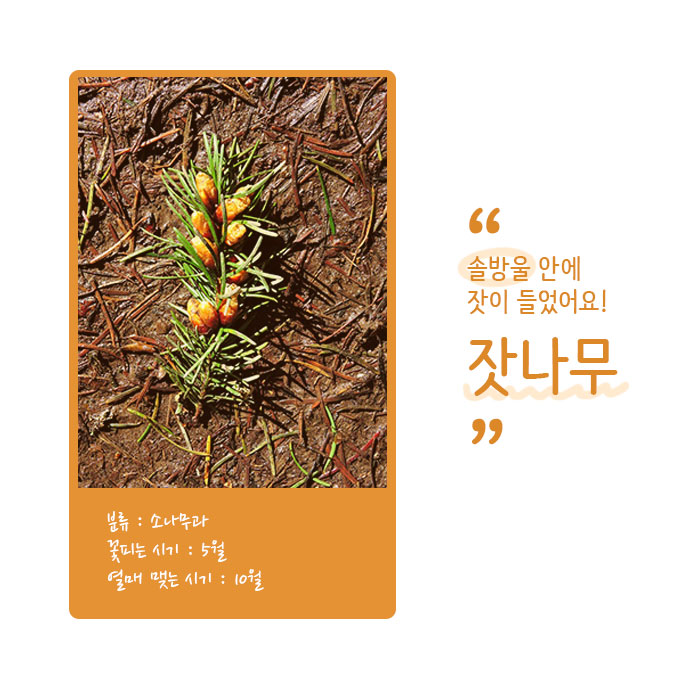 “
솔방울 안에
잣이 들었어요!
잣나무
”
분류 : 소나무과
꽃피는 시기 : 5월
열매 맺는 시기 : 10월